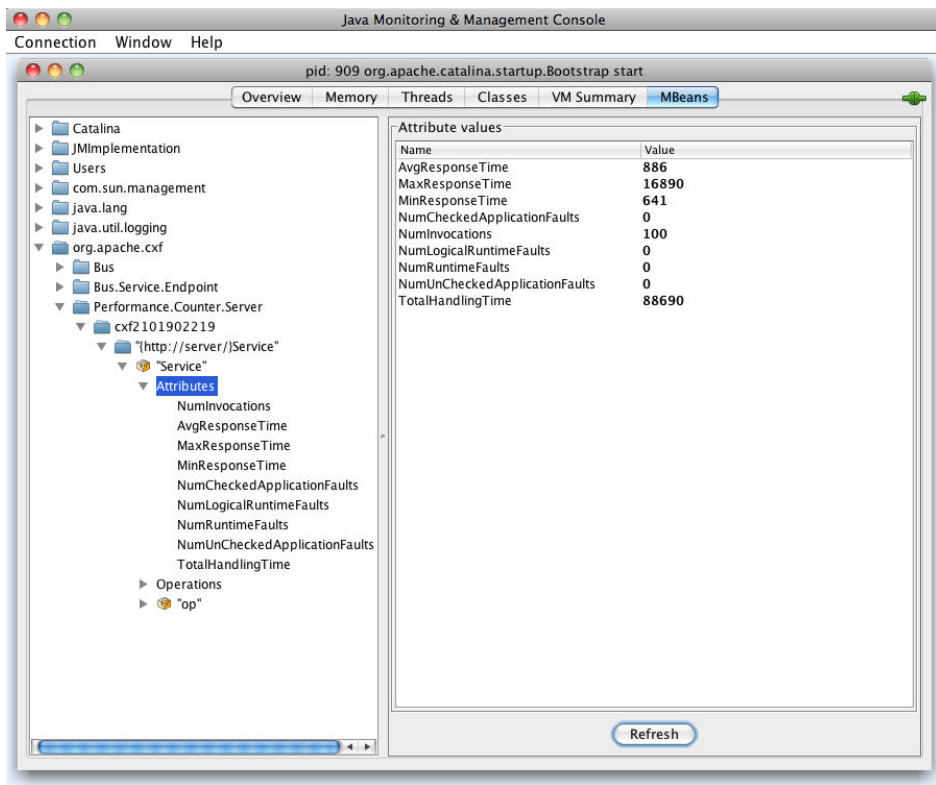 Java Monitoring & Management Console
Connection Window Help
pid: 909 org.apache.catalina.startup.Bootstrap start
Overview Memory Threads Classes VM Summary MBeans
Catalina
JMImplementation
Users
com.sun.management
java.lang
java.util.logging
org.apache.cxf
Bus
Bus.Service.Endpoint
Performance.Counter.Server
cxf2101902219
"{http://server/}Service"
"Service"
Attributes
NumInvocations
AvgResponseTime
MaxResponseTime
MinResponseTime
NumCheckedApplicationFaults
NumLogicalRuntimeFaults
NumRuntimeFaults
NumUnCheckedApplicationFaults
TotalHandlingTime
Operations
"op"
Attribute values
Name Value
AvgResponseTime 886
MaxResponseTime 16890
MinResponseTime 641
NumCheckedApplicationFaults 0
NumInvocations 100
NumLogicalRuntimeFaults 0
NumRuntimeFaults 0
NumUnCheckedApplicationFaults 0
TotalHandlingTime 88690
Refresh